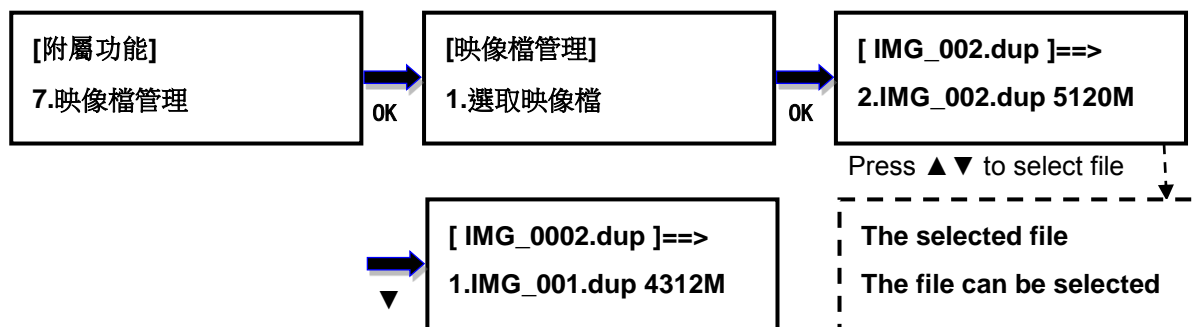 [附屬功能]
7.映像檔管理
OK
[映像檔管理]
1.選取映像檔
OK
[ IMG_002.dup ]==>
2.IMG_002.dup 5120M
Press ▲▼ to select file
▼
[ IMG_0002.dup ]==>
1.IMG_001.dup 4312M
The selected file
The file can be selected